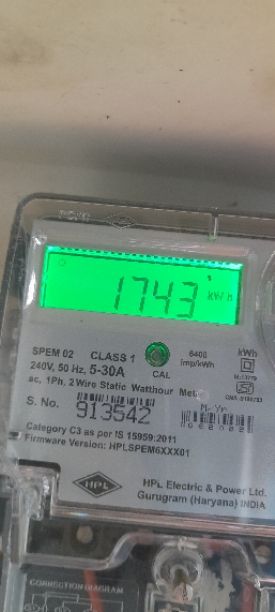 1743 kWh
SPEM 02 CLASS 1 6400 imp/kWh kWh
240V, 50 Hz, 5-30A CAL
ac, 1Ph, 2Wire Static Watthour Meter
S. No. 913542 M-Yr
Category C3 as per IS 15959:2011
Firmware Version: HPLSPEM6XXX01
HPL
HPL Electric & Power Ltd.
Gurugram (Haryana) INDIA
CONNECTION DIAGRAM